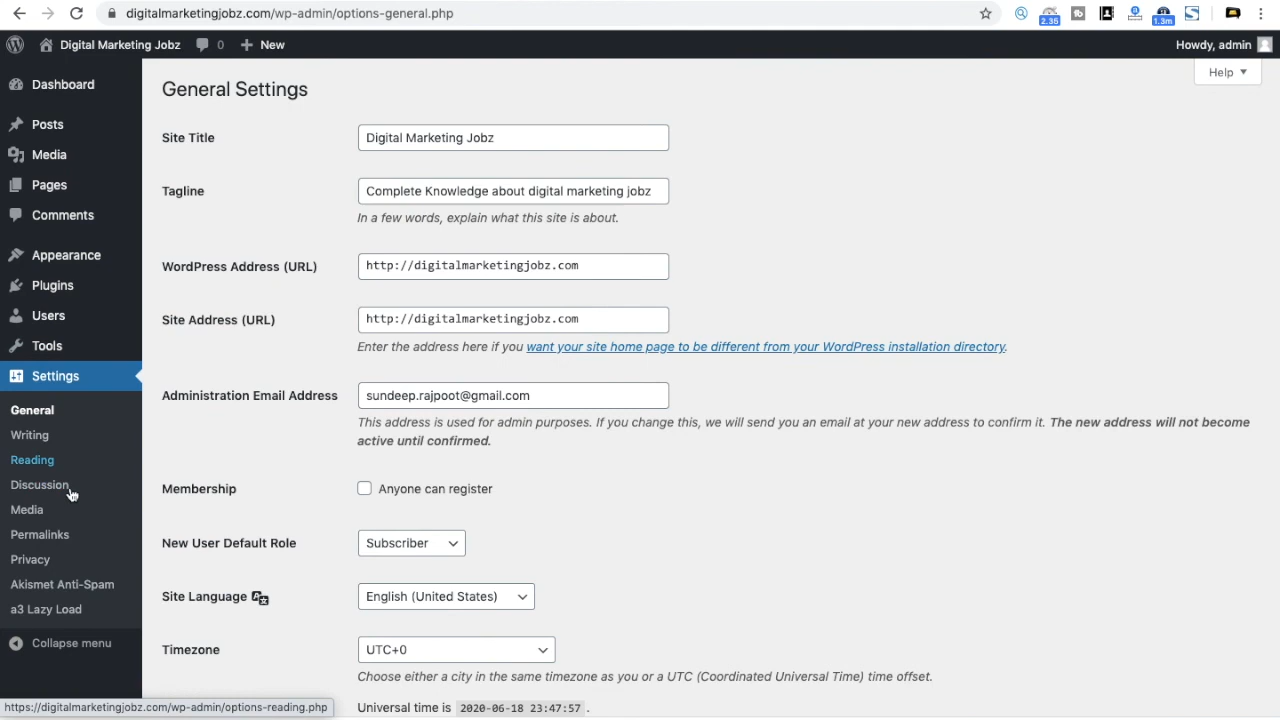 digitalmarketingjobz.com/wp-admin/options-general.php
2.35
1.3m
Digital Marketing Jobz 0 New Howdy, admin
Help
Dashboard
Posts
Media
Pages
Comments
Appearance
Plugins
Users
Tools
Settings
General
Writing
Reading
Discussion
Media
Permalinks
Privacy
Akismet Anti-Spam
a3 Lazy Load
Collapse menu
General Settings
Site Title Digital Marketing Jobz
Tagline Complete Knowledge about digital marketing jobz
In a few words, explain what this site is about.
WordPress Address (URL) http://digitalmarketingjobz.com
Site Address (URL) http://digitalmarketingjobz.com
Enter the address here if you want your site home page to be different from your WordPress installation directory.
Administration Email Address sundeep.rajpoot@gmail.com
This address is used for admin purposes. If you change this, we will send you an email at your new address to confirm it. The new address will not become
active until confirmed.
Membership Anyone can register
New User Default Role Subscriber
Site Language English (United States)
Timezone UTC+0
Choose either a city in the same timezone as you or a UTC (Coordinated Universal Time) time offset.
Universal time is 2020-06-18 23:47:57 .
https://digitalmarketingjobz.com/wp-admin/options-reading.php